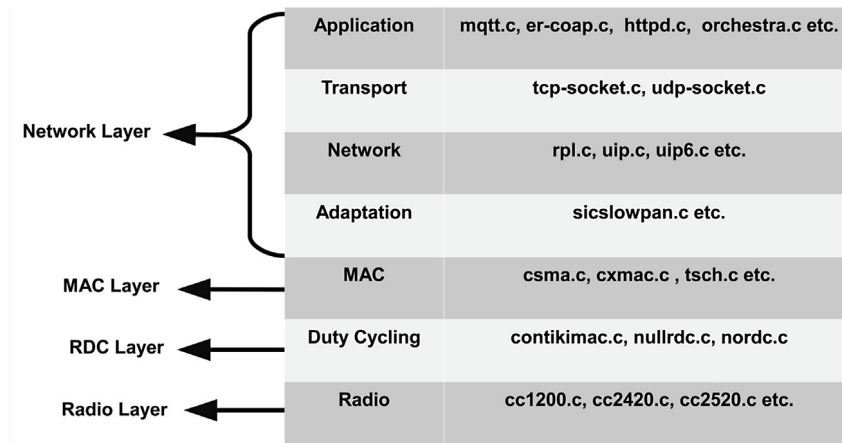 Application mqtt.c, er-coap.c, httpd.c, orchestra.c etc.
Transport tcp-socket.c, udp-socket.c
Network Layer
Network rpl.c, uip.c, uip6.c etc.
Adaptation sicslowpan.c etc.
MAC Layer MAC csma.c, cxmac.c , tsch.c etc.
RDC Layer Duty Cycling contikimac.c, nullrdc.c, nordc.c
Radio Layer Radio cc1200.c, cc2420.c, cc2520.c etc.